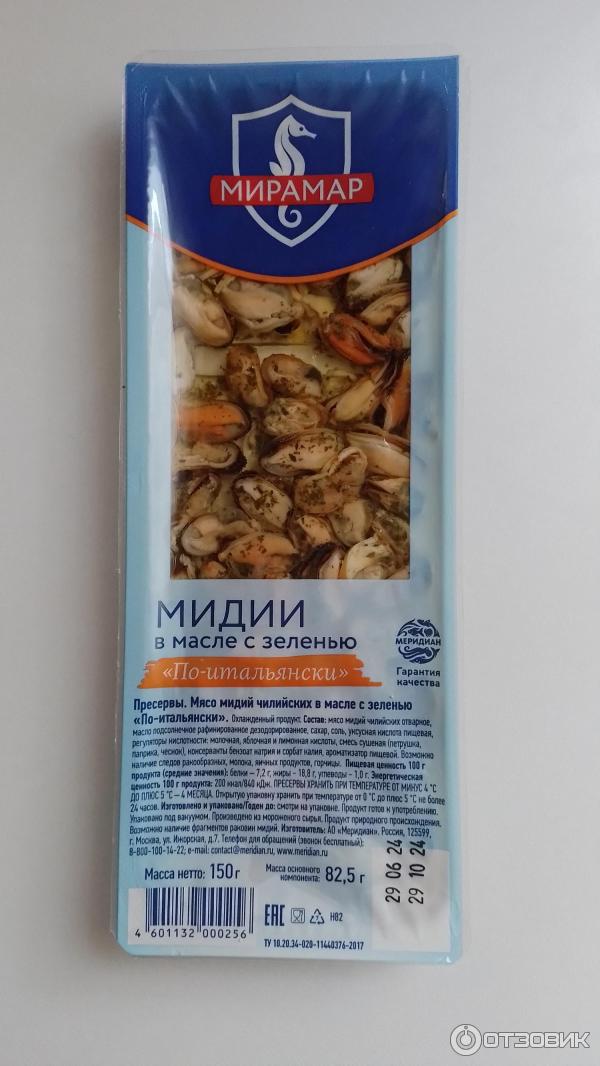 МИРАМАР
МИДИИ
в масле с зеленью
«По-итальянски»
МЕРИДИАН
Гарантия
качества
Пресервы. Мясо мидий чилийских в масле с зеленью
«По-итальянски». Охлажденный продукт. Состав: мясо мидий чилийских отварное,
масло подсолнечное рафинированное дезодорированное, сахар, соль, уксусная кислота пищевая,
регуляторы кислотности: молочная, яблочная и лимонная кислоты, смесь сушеная (петрушка,
паприка, чеснок), консерванты бензоат натрия и сорбат калия, ароматизатор пищевой. Возможно
наличие следов ракообразных, молока, яичных продуктов, горчицы. Пищевая ценность 100 г
продукта (средние значения): белки – 7,2 г, жиры – 18,8 г, углеводы – 1,0 г. Энергетическая
ценность 100 г продукта: 200 ккал/840 кДж. ПРЕСЕРВЫ ХРАНИТЬ ПРИ ТЕМПЕРАТУРЕ ОТ МИНУС 4 °С
ДО ПЛЮС 5 °С – 4 МЕСЯЦА. Открытую упаковку хранить при температуре от 0 °С до плюс 5 °С не более
24 часов. Изготовлено и упаковано/Годен до: смотри на упаковке. Продукт готов к употреблению.
Упаковано под вакуумом. Произведено из мороженого сырья. Продукт природного происхождения.
Возможно наличие фрагментов раковин мидий. Изготовитель: АО «Меридиан», Россия, 125599,
г. Москва, ул. Ижорская, д.7. Телефон для обращений (звонок бесплатный):
8-800-100-14-22; e-mail: contact@meridian.ru, www.meridian.ru
Масса нетто: 150 г
Масса основного
компонента: 82,5 г
29 06 24
29 10 24
4 601132 000256
ЕАС
Н82
ТУ 10.20.34-020-11440376-2017
ОТЗОВИК